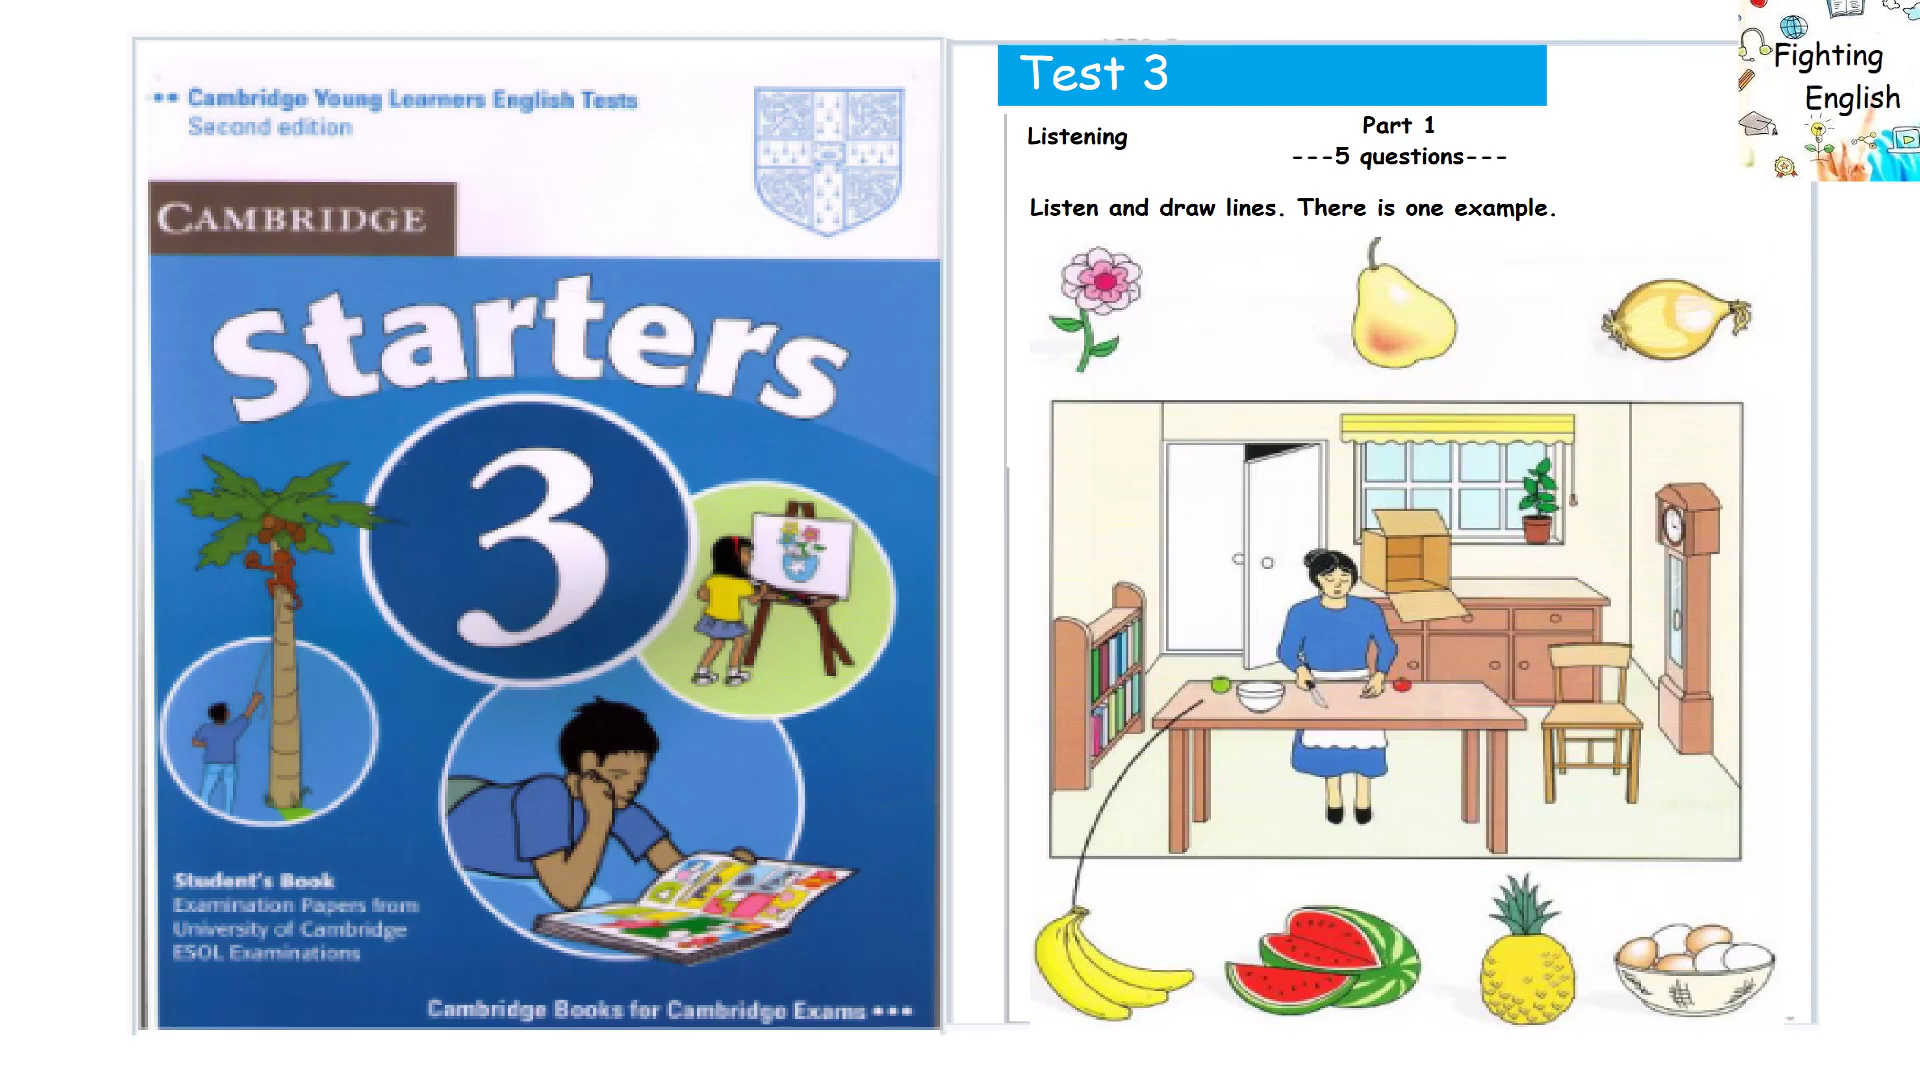 Cambridge Young Learners English Tests
Second edition
CAMBRIDGE
Starters
3
Student's Book
Examination Papers from
University of Cambridge
ESOL Examinations
Cambridge Books for Cambridge Exams
Test 3
Listening
Part 1
---5 questions---
Listen and draw lines. There is one example.
Fighting
English